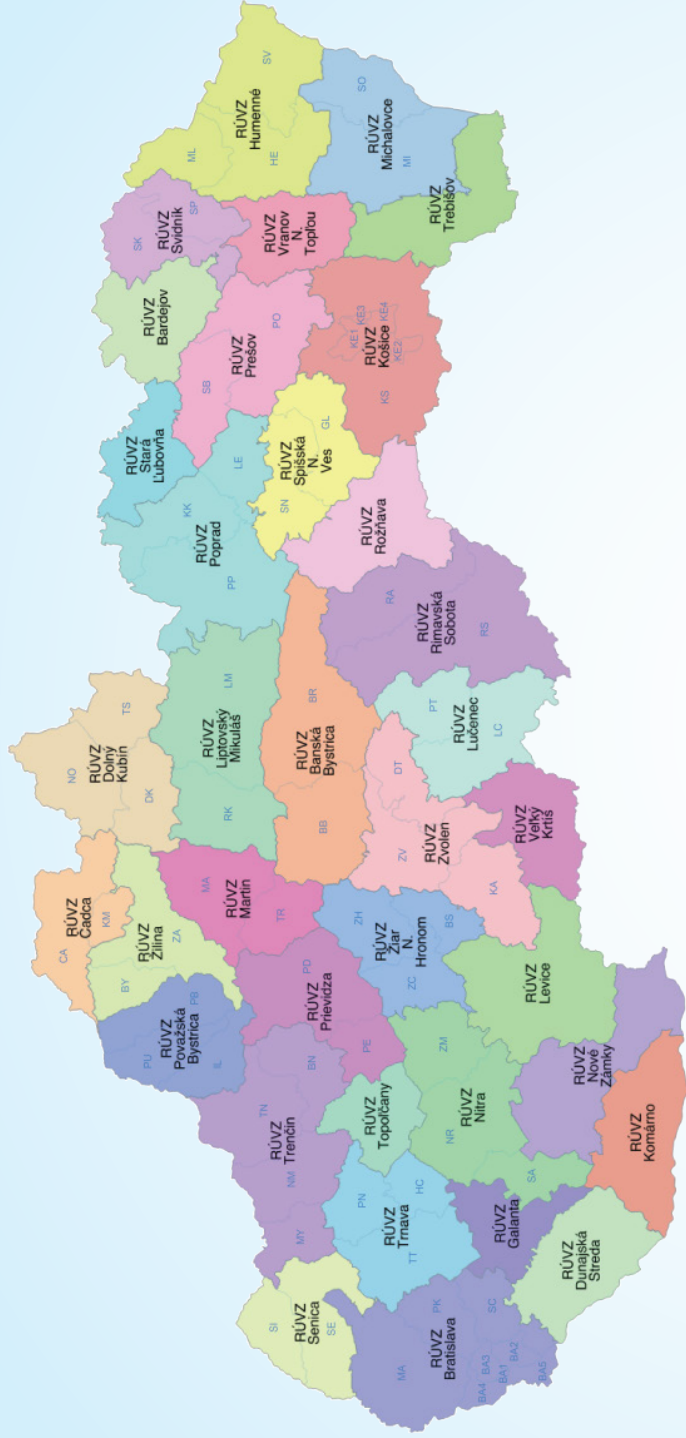 SI
SE
RÚVZ
Senica
MA
PK
RÚVZ
Bratislava
SC
BA4
BA3
BA1
BA2
BA5
MY
NM
TN
BN
RÚVZ
Trenčín
PN
HC
TT
RÚVZ
Trnava
RÚVZ
Galanta
RÚVZ
Dunajská
Streda
PU
PB
IL
RÚVZ
Považská
Bystrica
RÚVZ
Topoľčany
NR
ZM
SA
RÚVZ
Nitra
RÚVZ
Nové
Zámky
RÚVZ
Komárno
CA
KM
RÚVZ
Čadca
BY
ZA
RÚVZ
Žilina
PD
PE
RÚVZ
Prievidza
MA
TR
RÚVZ
Martin
ZH
ZC
BS
RÚVZ
Žiar
N.
Hronom
RÚVZ
Levice
NO
TS
DK
RÚVZ
Dolný
Kubín
RK
LM
RÚVZ
Liptovský
Mikuláš
BB
BR
RÚVZ
Banská
Bystrica
ZV
DT
KA
RÚVZ
Zvolen
RÚVZ
Veľký
Krtíš
PT
LC
RÚVZ
Lučenec
KK
LE
PP
RÚVZ
Poprad
RÚVZ
Stará
Ľubovňa
SN
GL
RÚVZ
Spišská
N.
Ves
RÚVZ
Rožňava
RA
RS
RÚVZ
Rimavská
Sobota
RÚVZ
Bardejov
SB
PO
RÚVZ
Prešov
KE1
KE3
KE4
KE2
KS
RÚVZ
Košice
SK
SP
RÚVZ
Svidník
RÚVZ
Vranov
N.
Topľou
ML
SV
HE
RÚVZ
Humenné
SO
MI
RÚVZ
Michalovce
RÚVZ
Trebišov